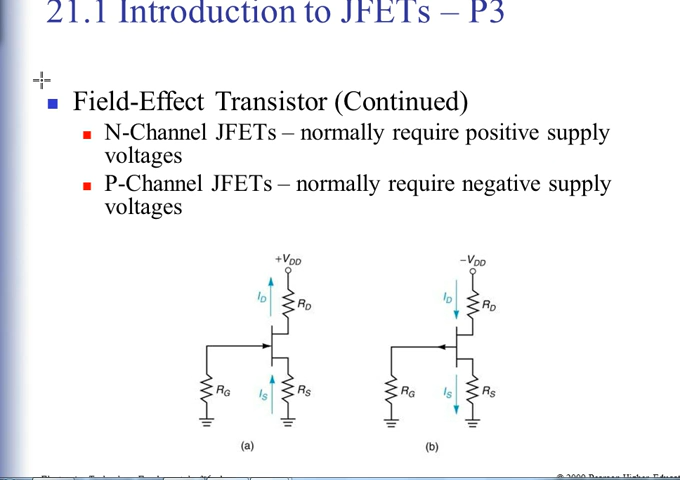 21.1 Introduction to JFETs – P3
Field-Effect Transistor (Continued)
N-Channel JFETs – normally require positive supply
voltages
P-Channel JFETs – normally require negative supply
voltages
+VDD
-VDD
ID
RD
ID
RD
RG
IS
RS
RG
IS
RS
(a)
(b)